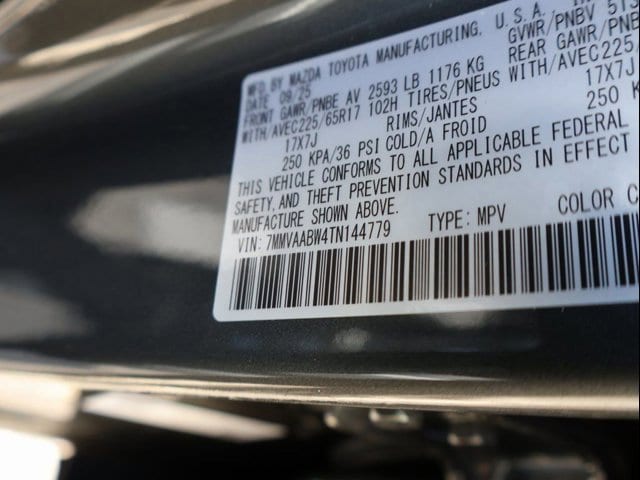 MFD BY MAZDA TOYOTA MANUFACTURING, U.S.A.
DATE 09/25 GVWR/PNBV
FRONT GAWR/PNBE AV 2593 LB 1176 KG REAR GAWR/PNB
WITH/AVEC225/65R17 102H TIRES/PNEUS WITH/AVEC225
17X7J RIMS/JANTES 17X7J
250 KPA/36 PSI COLD/A FROID 250 K
THIS VEHICLE CONFORMS TO ALL APPLICABLE FEDERAL
SAFETY, AND THEFT PREVENTION STANDARDS IN EFFECT
MANUFACTURE SHOWN ABOVE.
VIN: 7MMVAABW4TN144779 TYPE: MPV COLOR C